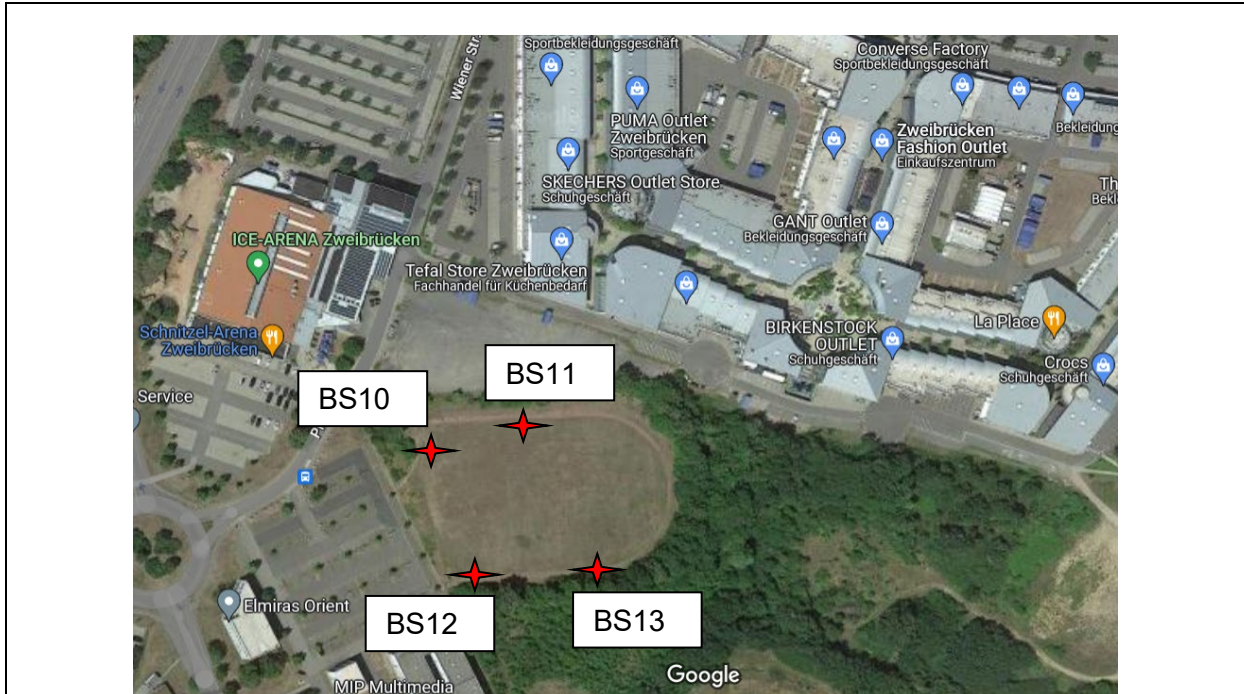 Sportbekleidungsgeschäft
Wiener Str.
Converse Factory
Sportbekleidungsgeschäft
PUMA Outlet
Zweibrücken
Sportgeschäft
Zweibrücken
Fashion Outlet
Einkaufszentrum
Bekleidung
SKECHERS Outlet Store
Schuhgeschäft
Th
Bekl
GANT Outlet
Bekleidungsgeschäft
ICE-ARENA Zweibrücken
Tefal Store Zweibrücken
Fachhandel für Küchenbedarf
Schnitzel-Arena
Zweibrücken
BIRKENSTOCK
OUTLET
Schuhgeschäft
La Place
Crocs
Schuhgeschäft
Service
BS10
BS11
Elmiras Orient
BS12
BS13
MIP Multimedia
Google